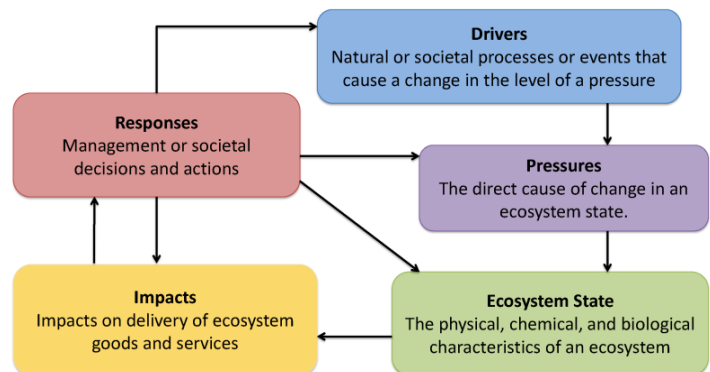 Drivers
Natural or societal processes or events that
cause a change in the level of a pressure
Responses
Management or societal
decisions and actions
Pressures
The direct cause of change in an
ecosystem state.
Impacts
Impacts on delivery of ecosystem
goods and services
Ecosystem State
The physical, chemical, and biological
characteristics of an ecosystem